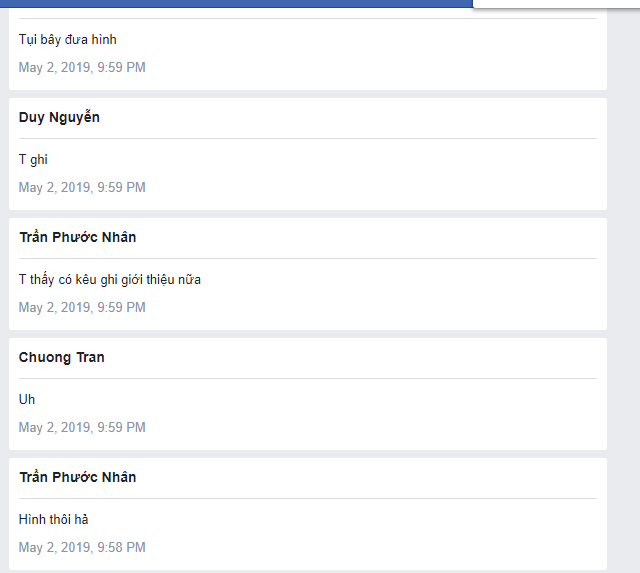 Tụi bây đưa hình
May 2, 2019, 9:59 PM
Duy Nguyễn
T ghi
May 2, 2019, 9:59 PM
Trần Phước Nhân
T thấy có kêu ghi giới thiệu nữa
May 2, 2019, 9:59 PM
Chuong Tran
Uh
May 2, 2019, 9:59 PM
Trần Phước Nhân
Hình thôi hả
May 2, 2019, 9:58 PM